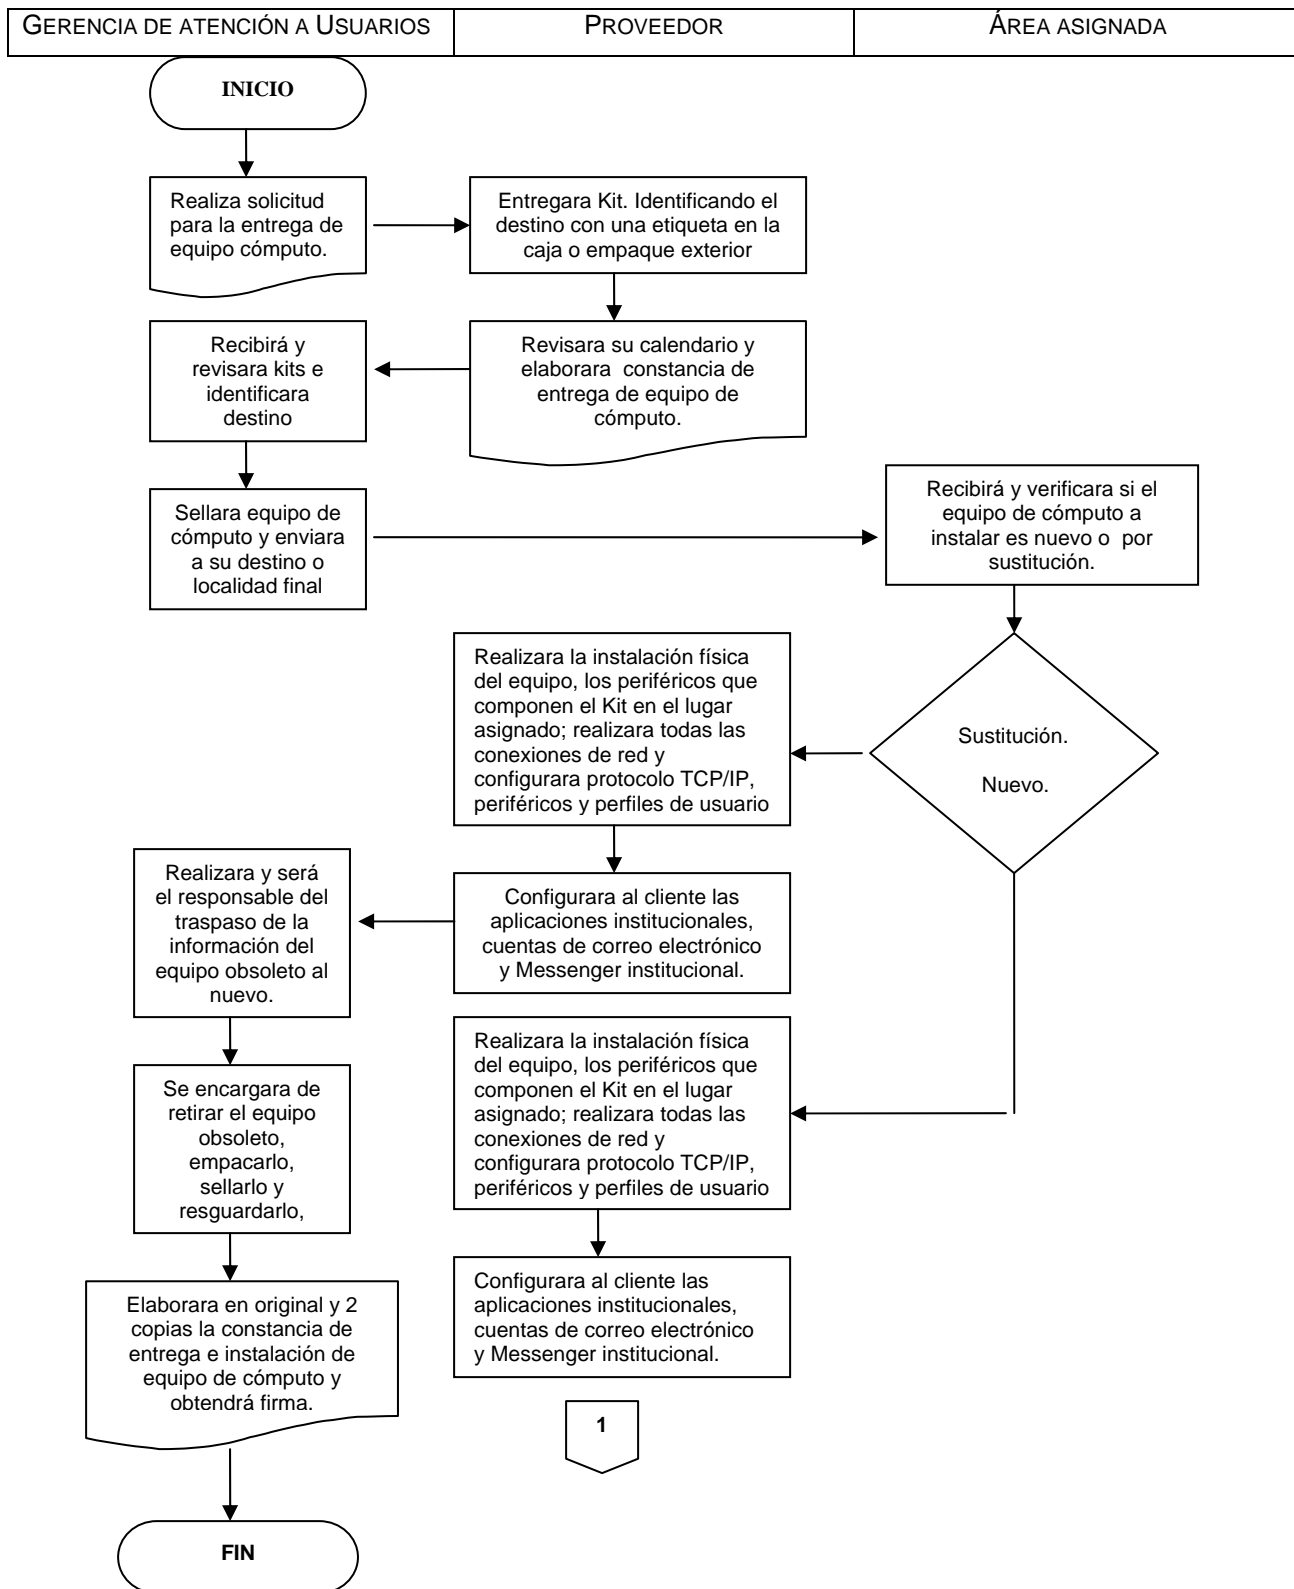 GERENCIA DE ATENCIÓN A USUARIOS
PROVEEDOR
ÁREA ASIGNADA
INICIO
Realiza solicitud
para la entrega de
equipo cómputo.
Entregara Kit. Identificando el
destino con una etiqueta en la
caja o empaque exterior
Recibirá y
revisara kits e
identificara
destino
Revisara su calendario y
elaborara constancia de
entrega de equipo de
cómputo.
Sellara equipo de
cómputo y enviara
a su destino o
localidad final
Recibirá y verificara si el
equipo de cómputo a
instalar es nuevo o por
sustitución.
Realizara la instalación física
del equipo, los periféricos que
componen el Kit en el lugar
asignado; realizara todas las
conexiones de red y
configurara protocolo TCP/IP,
periféricos y perfiles de usuario
Sustitución.
Nuevo.
Realizara y será
el responsable del
traspaso de la
información del
equipo obsoleto al
nuevo.
Configurara al cliente las
aplicaciones institucionales,
cuentas de correo electrónico
y Messenger institucional.
Se encargara de
retirar el equipo
obsoleto,
empacarlo,
sellarlo y
resguardarlo,
Realizara la instalación física
del equipo, los periféricos que
componen el Kit en el lugar
asignado; realizara todas las
conexiones de red y
configurara protocolo TCP/IP,
periféricos y perfiles de usuario
Elaborara en original y 2
copias la constancia de
entrega e instalación de
equipo de cómputo y
obtendrá firma.
Configurara al cliente las
aplicaciones institucionales,
cuentas de correo electrónico
y Messenger institucional.
1
FIN